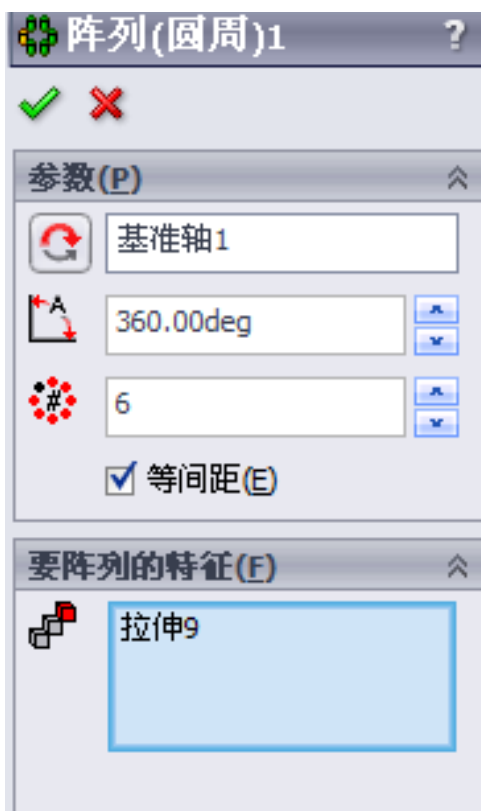 阵列(圆周)1 ?
参数(P)
基准轴1
A
360.00deg
#
6
等间距(E)
要阵列的特征(F)
拉伸9